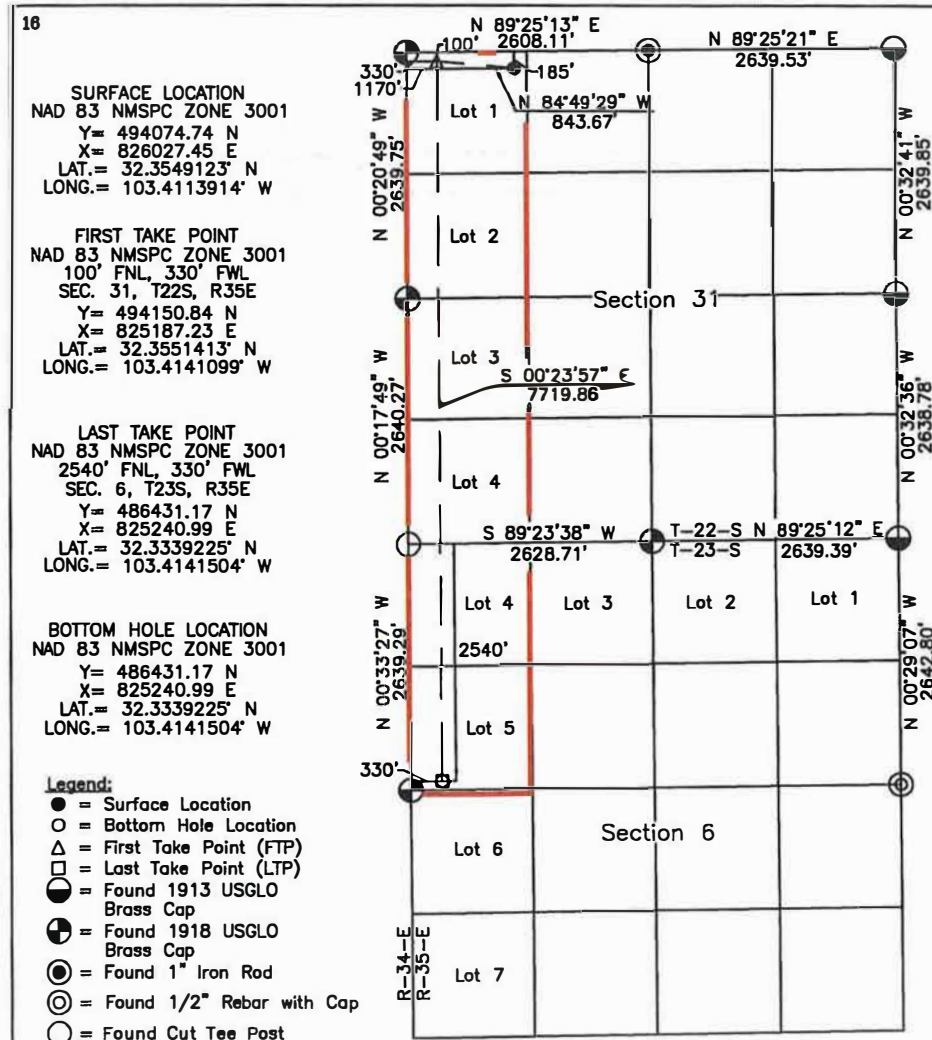 16
SURFACE LOCATION
NAD 83 NMSPC ZONE 3001
Y= 494074.74 N
X= 826027.45 E
LAT.= 32.3549123° N
LONG.= 103.4113914° W
FIRST TAKE POINT
NAD 83 NMSPC ZONE 3001
100' FNL, 330' FWL
SEC. 31, T22S, R35E
Y= 494150.84 N
X= 825187.23 E
LAT.= 32.3551413° N
LONG.= 103.4141099° W
LAST TAKE POINT
NAD 83 NMSPC ZONE 3001
2540' FNL, 330' FWL
SEC. 6, T23S, R35E
Y= 486431.17 N
X= 825240.99 E
LAT.= 32.3339225° N
LONG.= 103.4141504° W
BOTTOM HOLE LOCATION
NAD 83 NMSPC ZONE 3001
Y= 486431.17 N
X= 825240.99 E
LAT.= 32.3339225° N
LONG.= 103.4141504° W
Legend:
= Surface Location
= Bottom Hole Location
= First Take Point (FTP)
= Last Take Point (LTP)
= Found 1913 USGLO
Brass Cap
= Found 1918 USGLO
Brass Cap
= Found 1" Iron Rod
= Found 1/2" Rebar with Cap
= Found Cut Tee Post
N 89°25'13" E
2608.11'
N 89°25'21" E
2639.53'
100'
330'
1170'
185'
N 84°49'29" W
843.67'
Lot 1
N 00°20'49" W
2639.75'
N 00°32'41" W
2639.85'
Lot 2
Section 31
Lot 3
S 00°23'57" E
7719.86
N 00°17'49" W
2640.27'
N 00°32'36" W
2638.78'
Lot 4
S 89°23'38" W
2628.71'
T-22-S
T-23-S
N 89°25'12" E
2639.39'
Lot 4
Lot 3
Lot 2
Lot 1
N 00°33'27" W
2639.29'
2540'
N 00°29'07" W
2642.80'
Lot 5
330'
Lot 6
Section 6
R-34-E
R-35-E
Lot 7